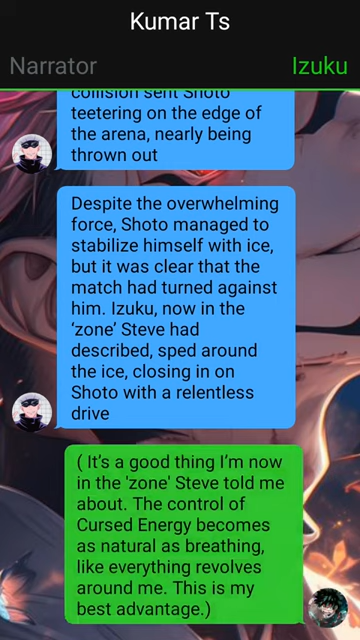 Kumar Ts
Narrator
Izuku
collision sent Shoto
teetering on the edge of
the arena, nearly being
thrown out
Despite the overwhelming
force, Shoto managed to
stabilize himself with ice,
but it was clear that the
match had turned against
him. Izuku, now in the
‘zone’ Steve had
described, sped around
the ice, closing in on
Shoto with a relentless
drive
( It’s a good thing I’m now
in the 'zone' Steve told me
about. The control of
Cursed Energy becomes
as natural as breathing,
like everything revolves
around me. This is my
best advantage.)